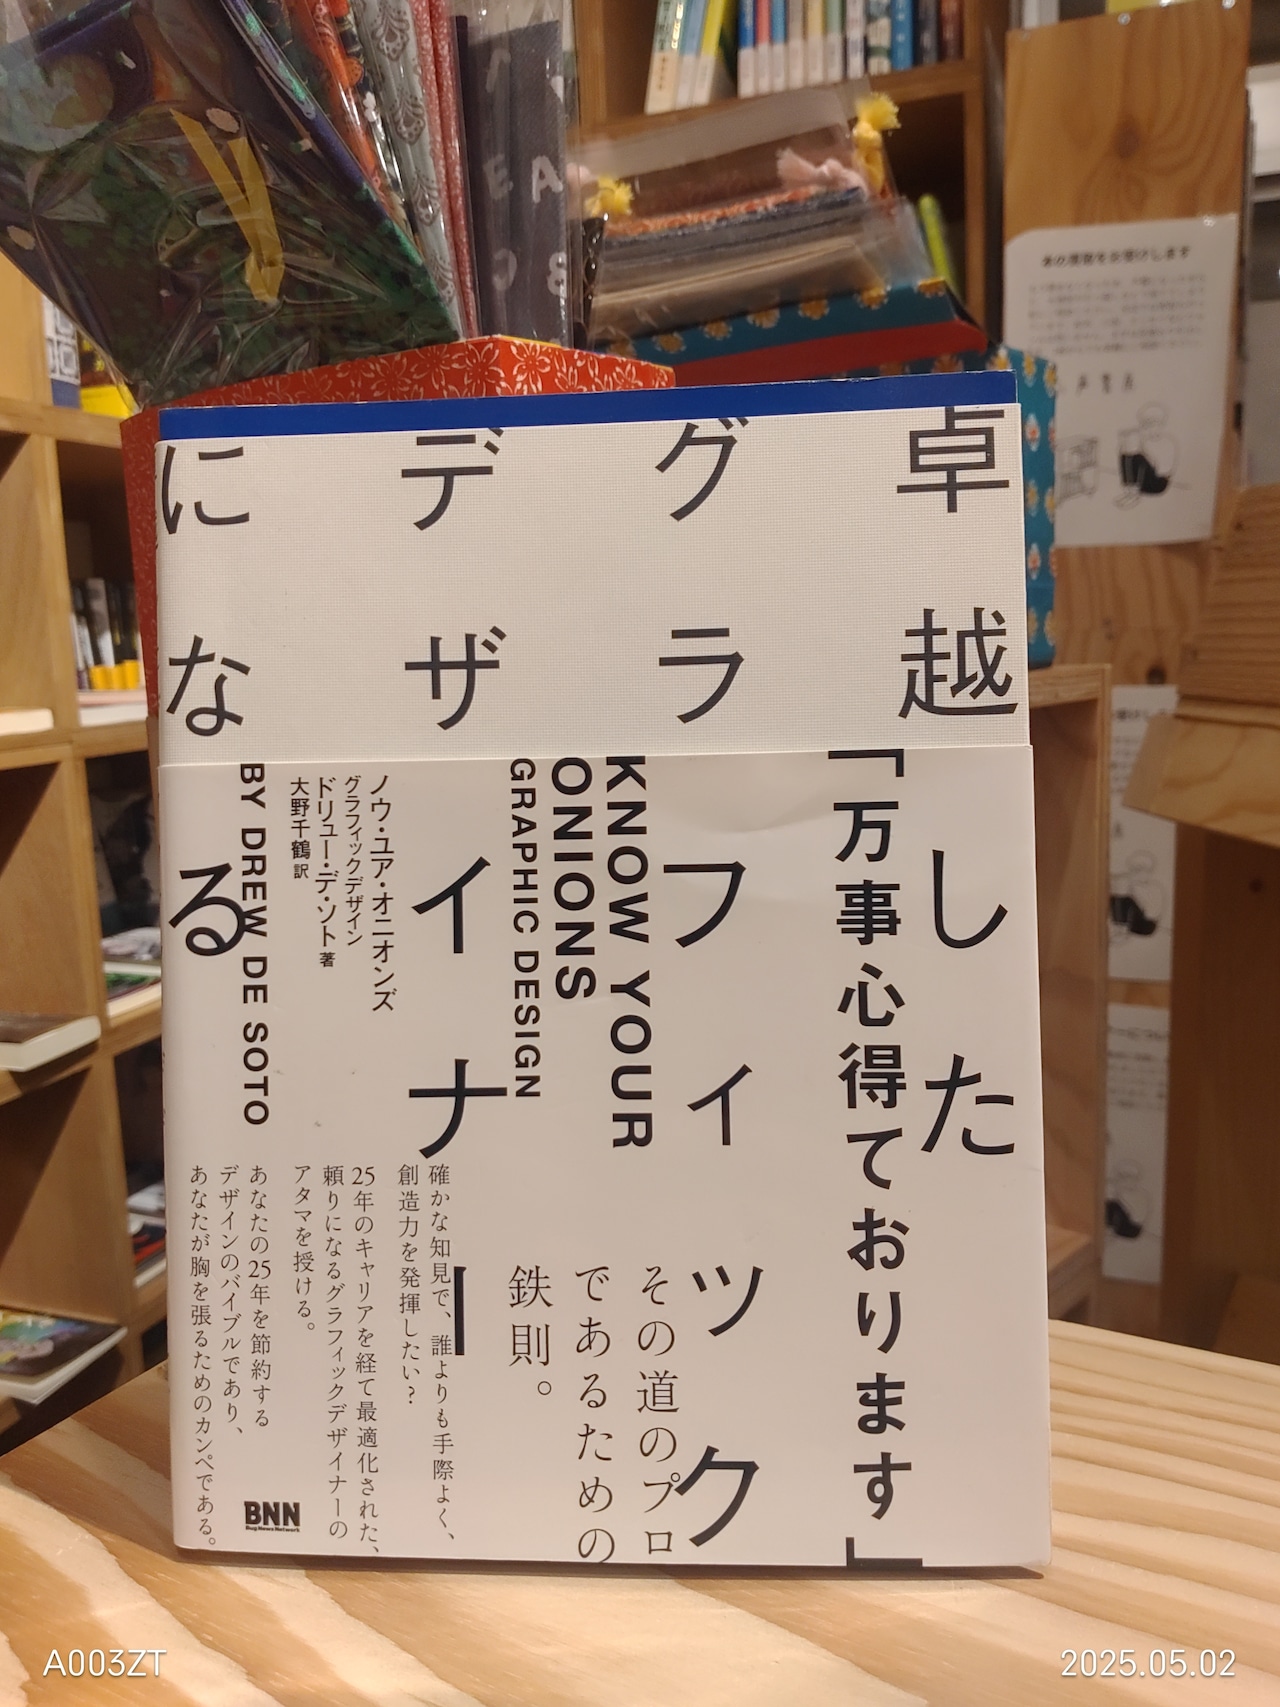 卓越した
グラフィック
デザイナー
になる
「万事心得ております」
KNOW YOUR
ONIONS
GRAPHIC DESIGN
ノウ・ユア・オニオンズ
グラフィックデザイン
ドリュー・デ・ソト 著
大野千鶴 訳
BY DREW DE SOTO
その道のプロ
であるための
鉄則。
確かな知見で、誰よりも手際よく、
創造力を発揮したい?
25年のキャリアを経て最適化された、
頼りになるグラフィックデザイナーの
アタマを授ける。
あなたの25年を節約する
デザインのバイブルであり、
あなたが胸を張るためのカンペである。
BNN
Bug News Network
A003ZT
2025.05.02